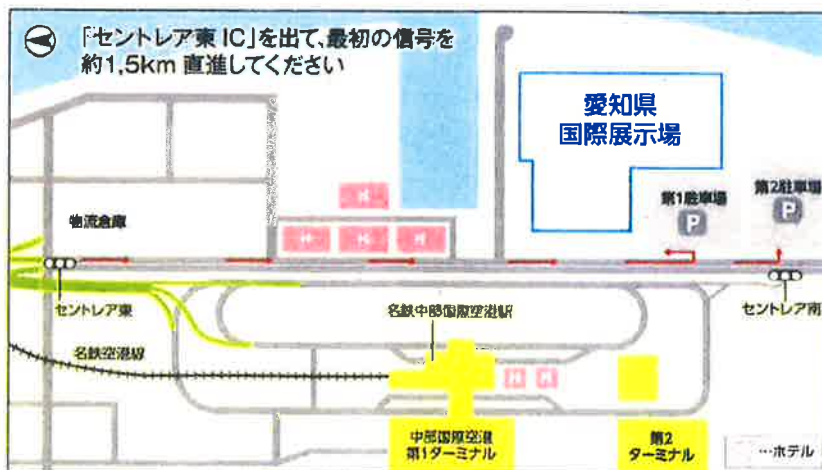 「セントレア東 IC」を出て、最初の信号を
約1,5km 直進してください
愛知県
国際展示場
第1駐車場
P
第2駐車場
P
物流倉庫
H
H
H
H
セントレア東
セントレア南
名鉄中部国際空港駅
名鉄空港線
H
H
中部国際空港
第1ターミナル
第2
ターミナル
…ホテル